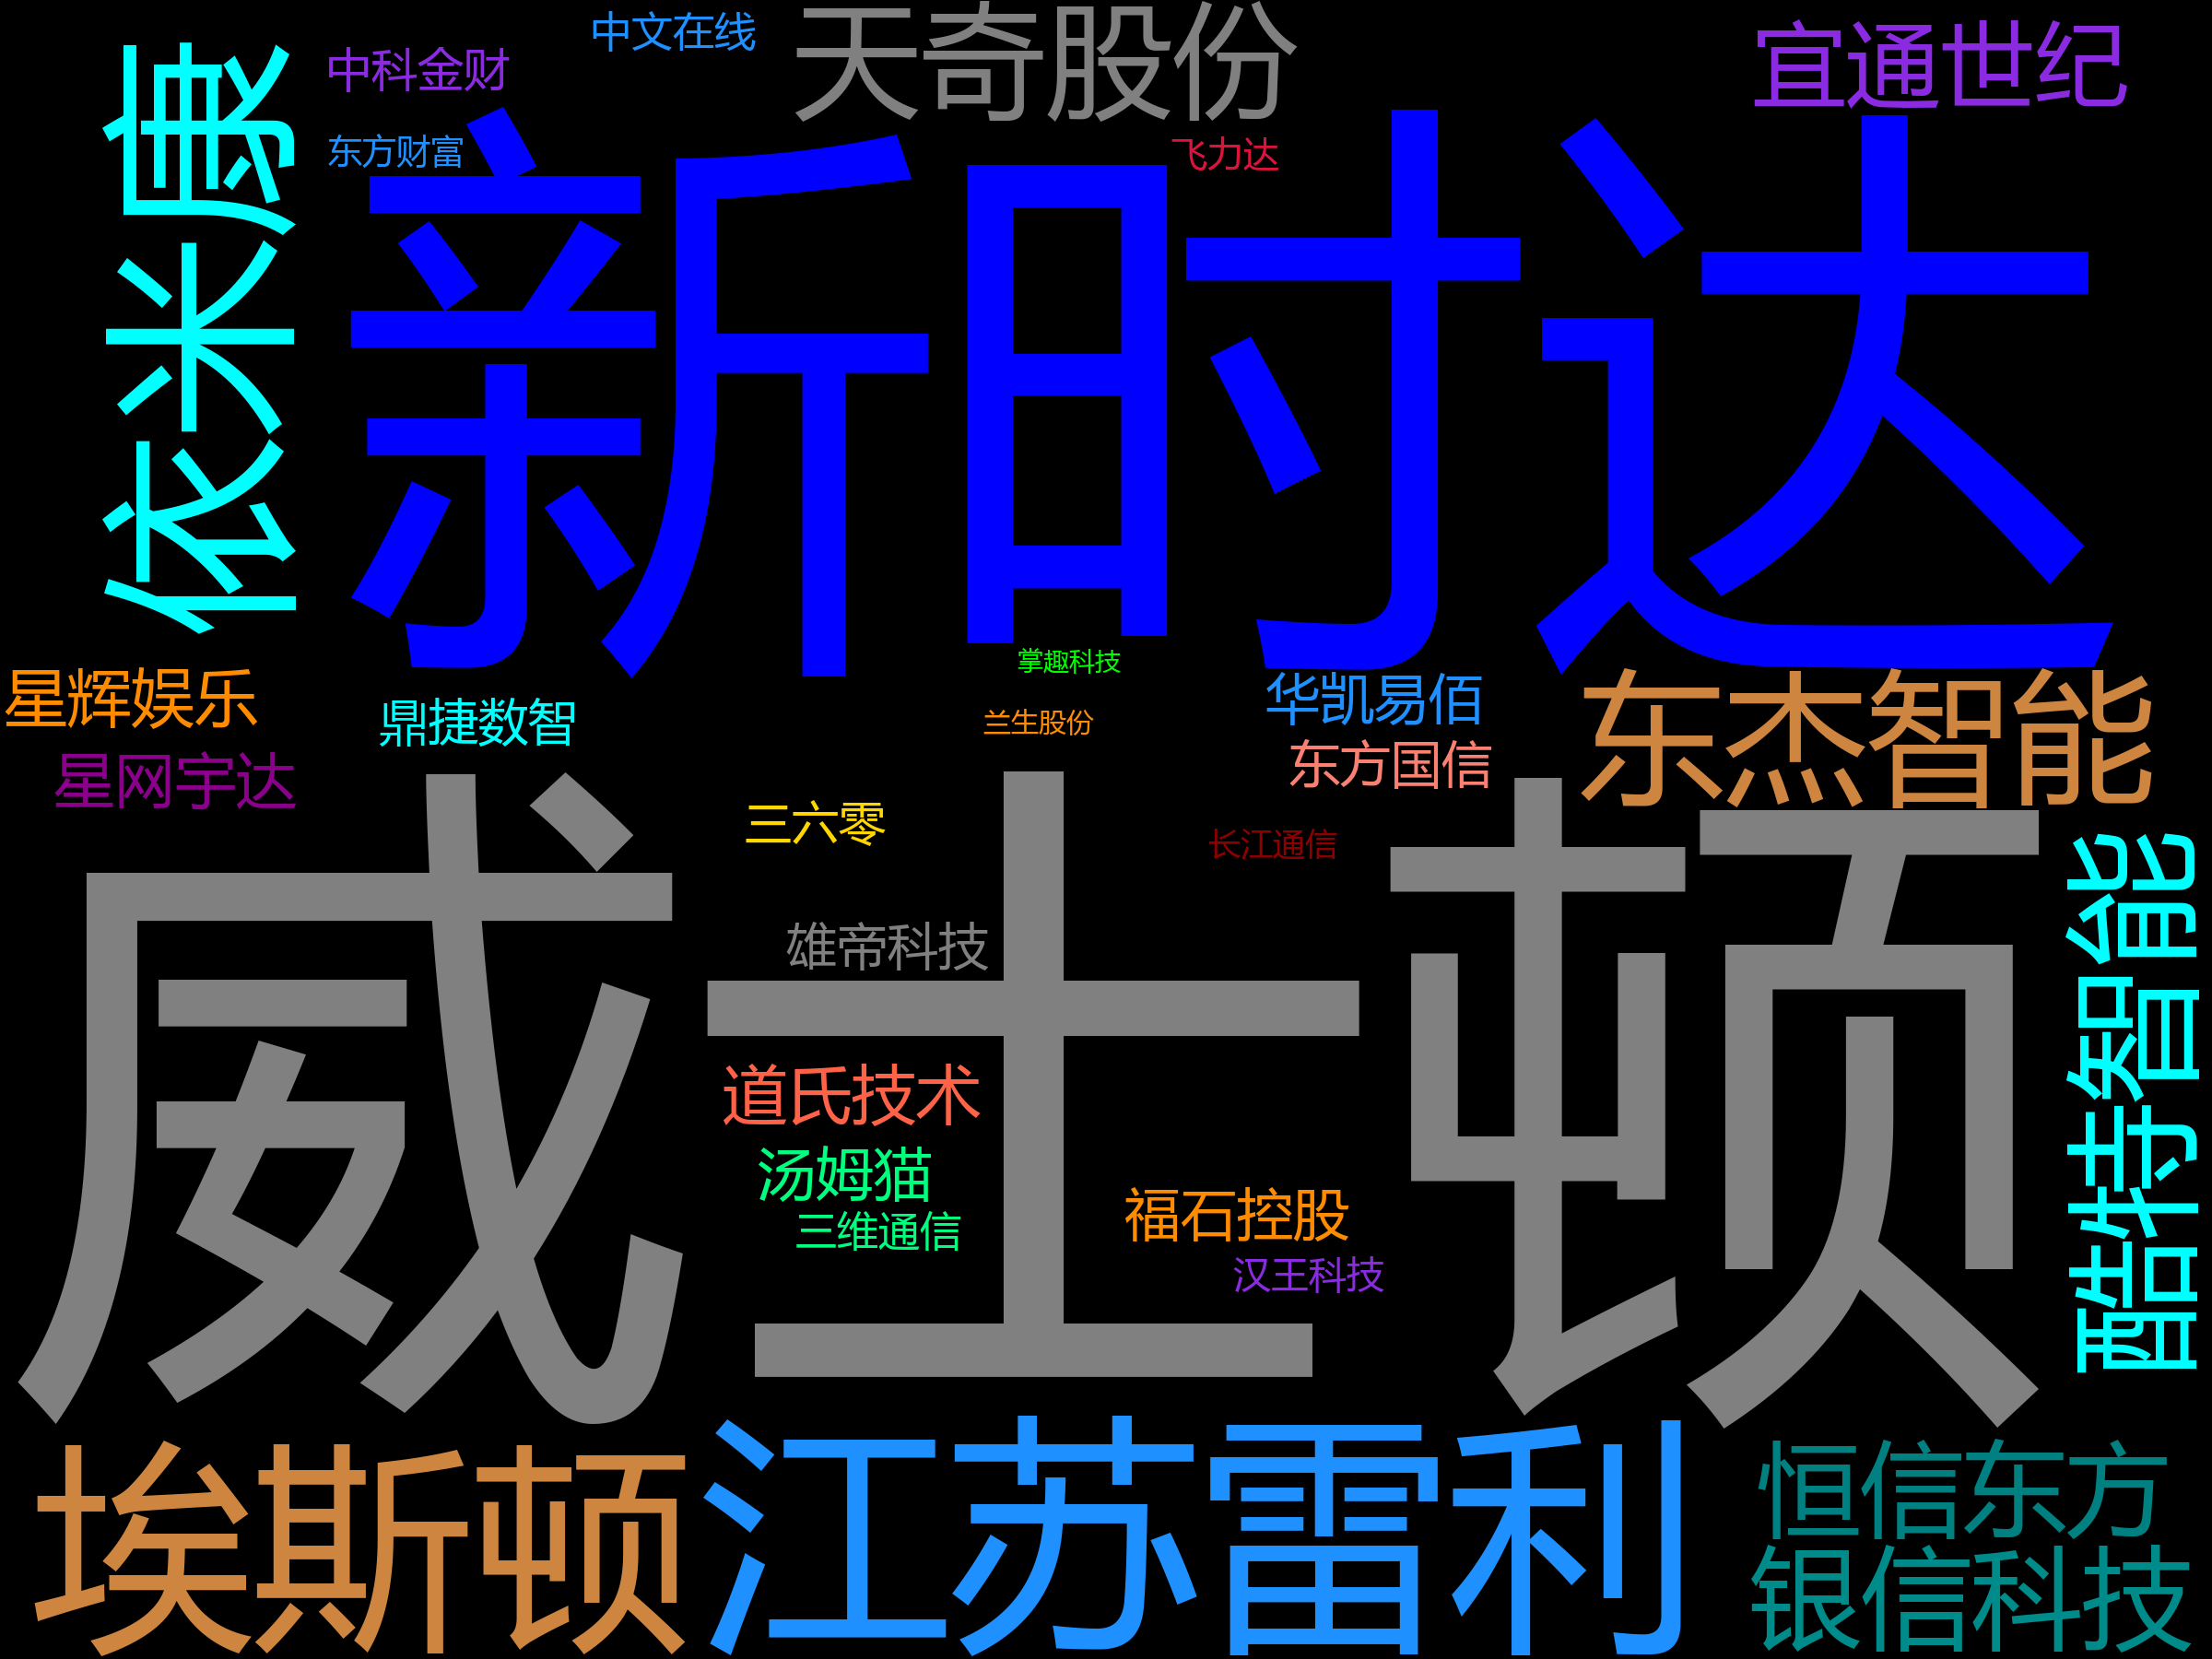 中文在线
天奇股份
宜通世纪
中科金财
东方财富
飞力达
依米康
新时达
掌趣科技
星辉娱乐
鼎捷数智
兰生股份
华凯易佰
东杰智能
星网宇达
东方国信
三六零
长江通信
威士顿
雄帝科技
酷特智能
道氏技术
汤姆猫
福石控股
三维通信
汉王科技
埃斯顿
江苏雷利
恒信东方
银信科技